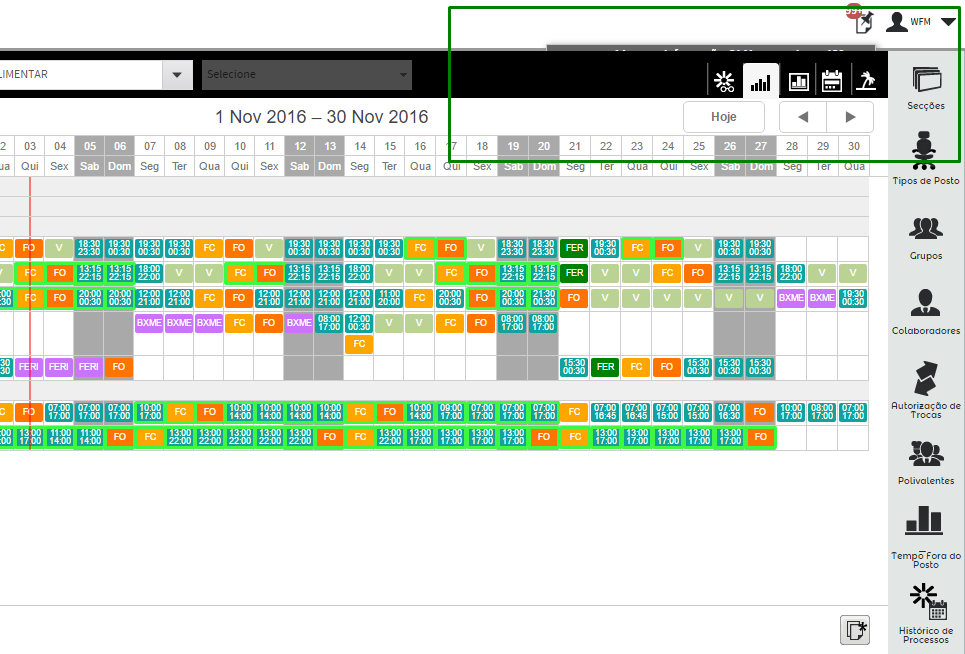 WFM
LIMENTAR
Selecione
1 Nov 2016 – 30 Nov 2016
Hoje
Secções
2 03 04 05 06 07 08 09 10 11 12 13 14 15 16 17 18 19 20 21 22 23 24 25 26 27 28 29 30
ua Qui Sex Sab Dom Seg Ter Qua Qui Sex Sab Dom Seg Ter Qua Qui Sex Sab Dom Seg Ter Qua Qui Sex Sab Dom Seg Ter Qua
C FO V 18:30 23:30 19:30 00:30 19:30 00:30 19:30 00:30 FC FO V 19:30 00:30 19:30 00:30 19:30 00:30 19:30 00:30 FC FO V 19:30 23:30 18:30 23:30 FER 19:30 00:30 FC FO V 19:30 00:30 19:30 00:30
V FC FO 13:15 22:15 13:15 22:15 18:00 22:00 V V FC FO 13:15 22:15 13:15 22:15 18:00 22:00 V V FC FO 13:15 22:15 13:15 22:15 FER V V FC FO 13:15 22:15 13:15 22:15 18:00 22:00 V V
:00 :30 FC FO 20:00 00:30 20:00 00:30 12:00 21:00 12:00 21:00 FC FO 12:00 21:00 12:00 21:00 12:00 21:00 12:00 00:30 11:00 20:00 FC 20:00 00:30 FO 20:00 00:30 21:30 00:30 FO V V V V V V BXME BXME 19:30 00:30
BXME BXME BXME FC FO BXME 08:00 17:00 12:00 00:30 V V FC FO 08:00 17:00 08:00 17:00
FC
:30 :30 FERI FERI FERI FO 15:30 00:30 FER FC FO 15:30 00:30 15:30 00:30 15:30 00:30
C FO 07:00 17:00 07:00 17:00 07:00 17:00 10:00 14:00 FC FO 10:00 14:00 10:00 14:00 10:00 14:00 10:00 14:00 FC FO 10:00 14:00 09:00 17:00 07:00 17:00 07:00 17:00 07:00 17:00 FC 07:00 16:45 07:00 16:45 07:00 15:00 07:00 15:00 07:00 16:30 FO 10:00 17:00 08:00 17:00 07:00 17:00
:00 :00 13:00 17:00 11:00 14:00 11:00 14:00 FO FC 13:00 22:00 13:00 22:00 13:00 22:00 13:00 22:00 13:00 22:00 FO FC 13:00 22:00 13:00 17:00 13:00 17:00 13:00 17:00 13:00 17:00 FO FC 13:00 17:00 13:00 17:00 13:00 17:00 13:00 17:00 13:00 17:00 FO
Tipos de Posto
Grupos
Colaboradores
Autorização de
Trocas
Polivalentes
Tempo Fora do
Posto
Histórico de
Processos